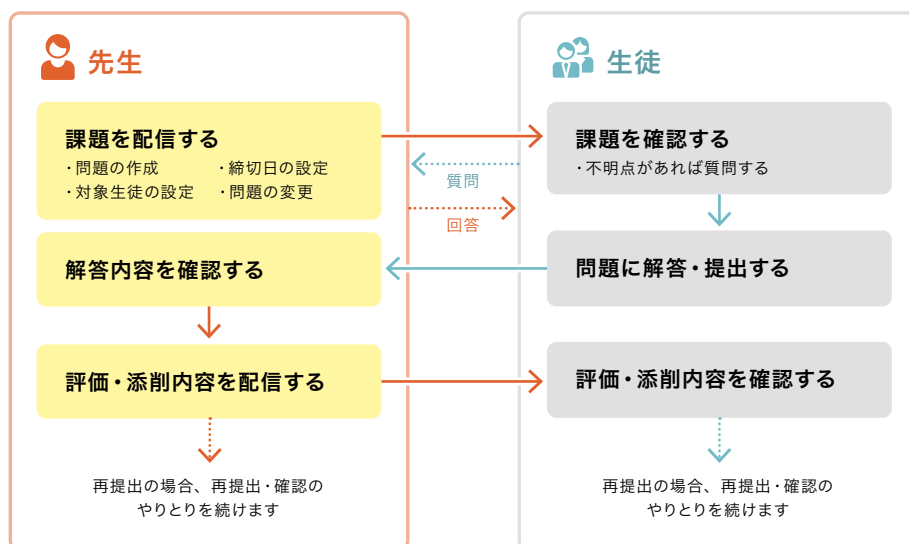 先生
課題を配信する
・問題の作成 ・締切日の設定
・対象生徒の設定 ・問題の変更
質問
回答
解答内容を確認する
評価・添削内容を配信する
再提出の場合、再提出・確認の
やりとりを続けます
生徒
課題を確認する
・不明点があれば質問する
問題に解答・提出する
評価・添削内容を確認する
再提出の場合、再提出・確認の
やりとりを続けます